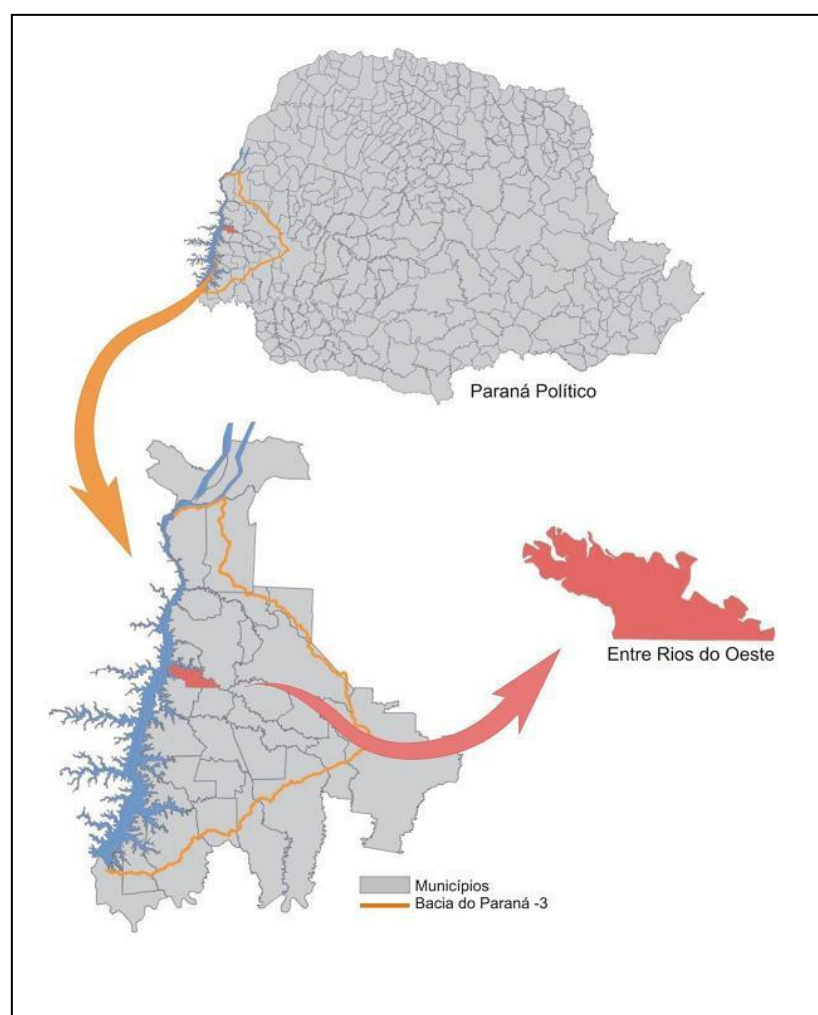 Paraná Político
Entre Rios do Oeste
Municípios
Bacia do Paraná -3